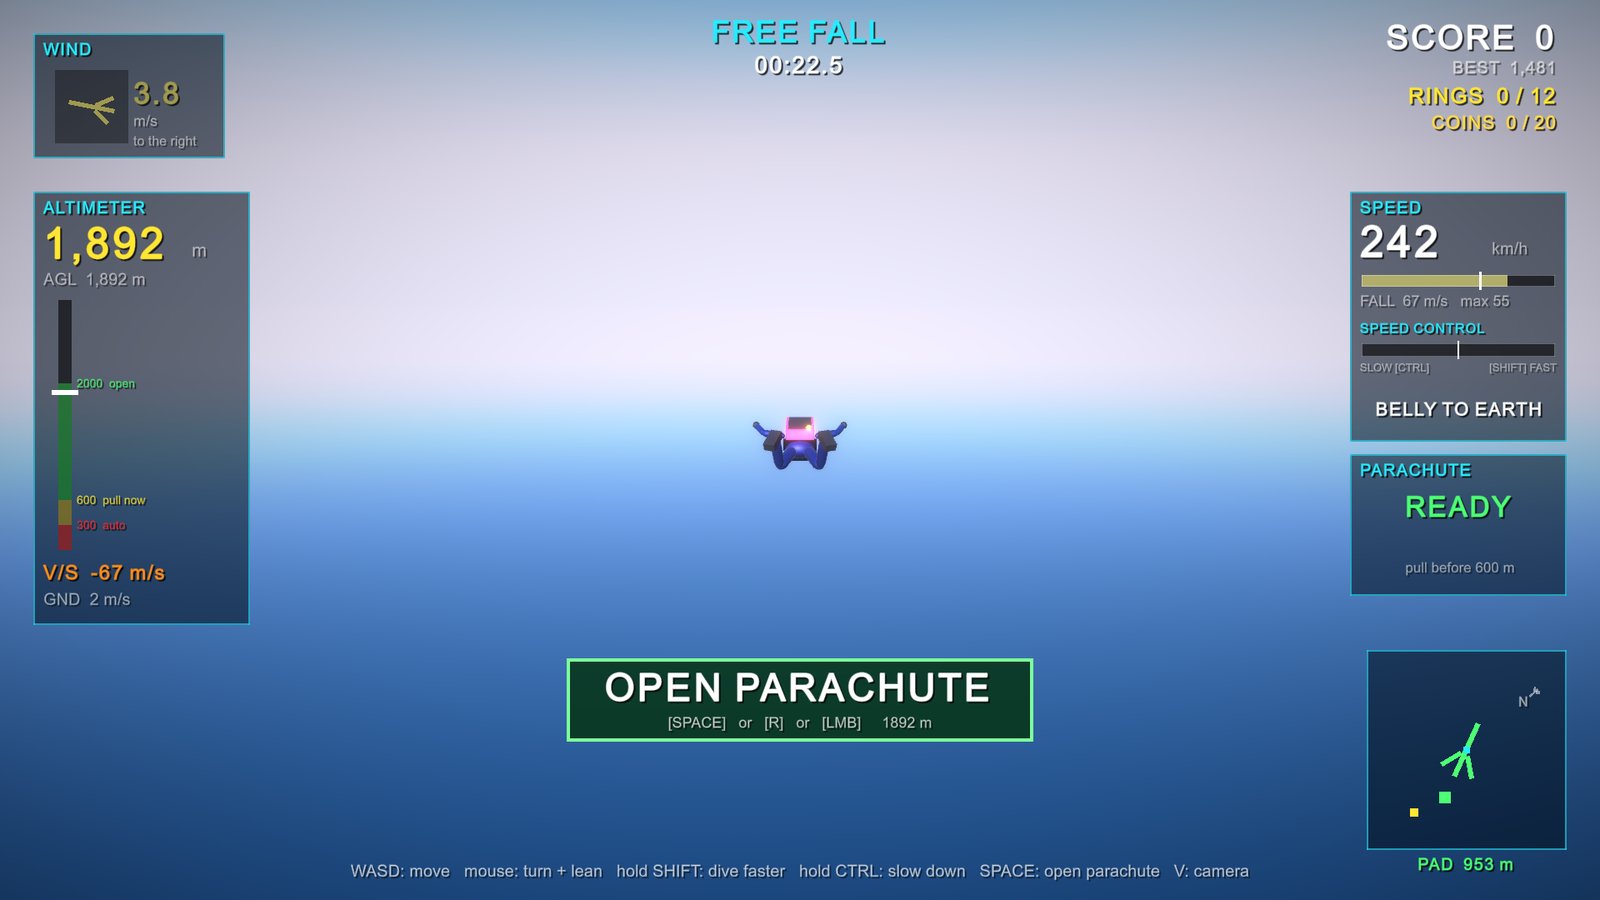 WIND
3.8
m/s
to the right
FREE FALL
00:22.5
SCORE 0
BEST 1,481
RINGS 0 / 12
COINS 0 / 20
ALTIMETER
1,892 m
AGL 1,892 m
2000 open
600 pull now
300 auto
V/S -67 m/s
GND 2 m/s
SPEED
242 km/h
FALL 67 m/s max 55
SPEED CONTROL
SLOW [CTRL] [SHIFT] FAST
BELLY TO EARTH
PARACHUTE
READY
pull before 600 m
OPEN PARACHUTE
[SPACE] or [R] or [LMB] 1892 m
N
PAD 953 m
WASD: move mouse: turn + lean hold SHIFT: dive faster hold CTRL: slow down SPACE: open parachute V: camera